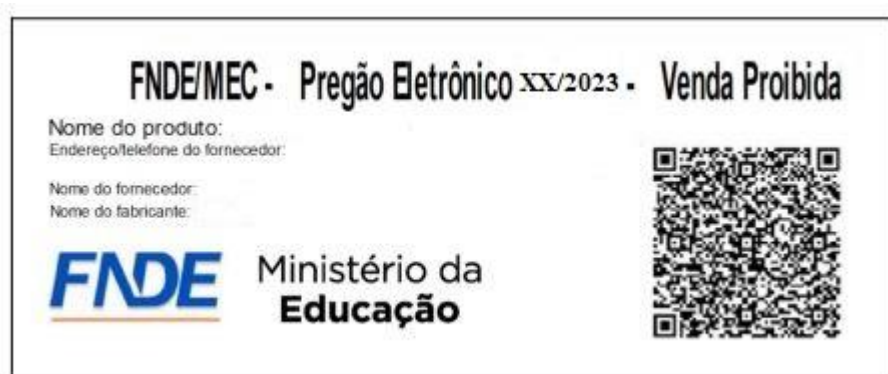 FNDE/MEC - Pregão Eletrônico XX/2023 - Venda Proibida
Nome do produto:
Endereço/telefone do fornecedor:
Nome do fornecedor:
Nome do fabricante:
FNDE Ministério da
Educação